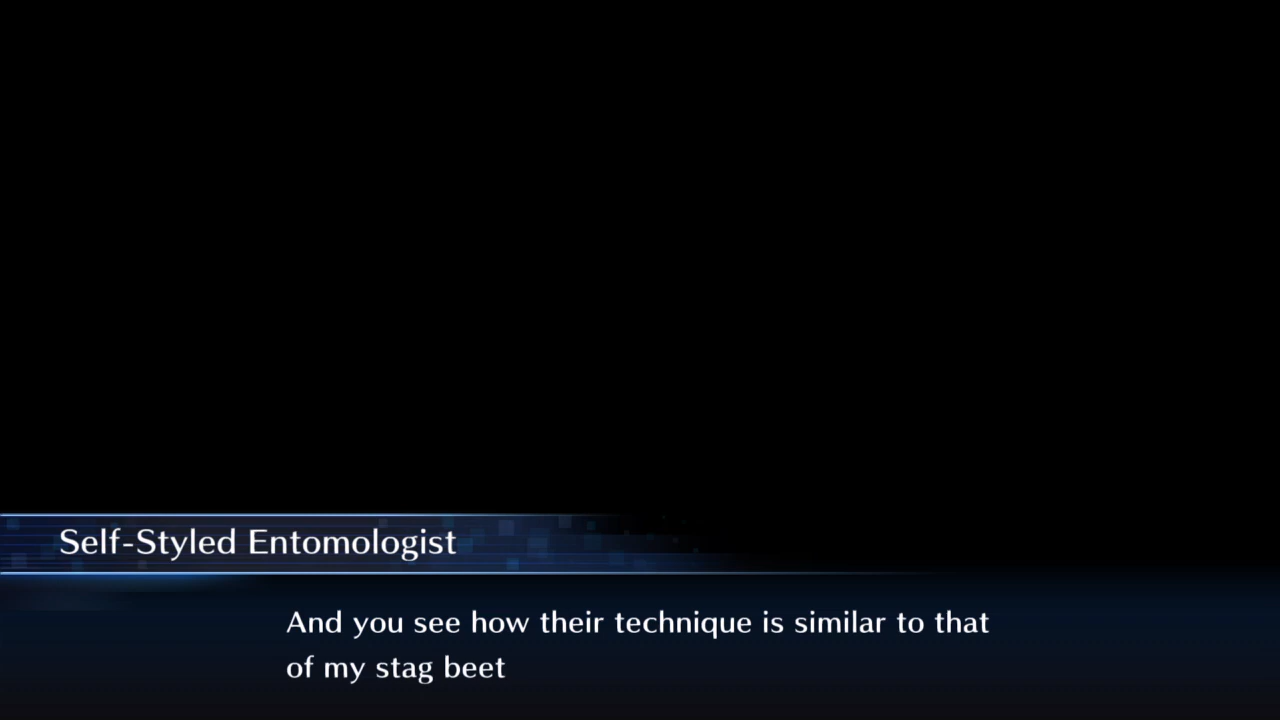 Self-Styled Entomologist
And you see how their technique is similar to that
of my stag beet